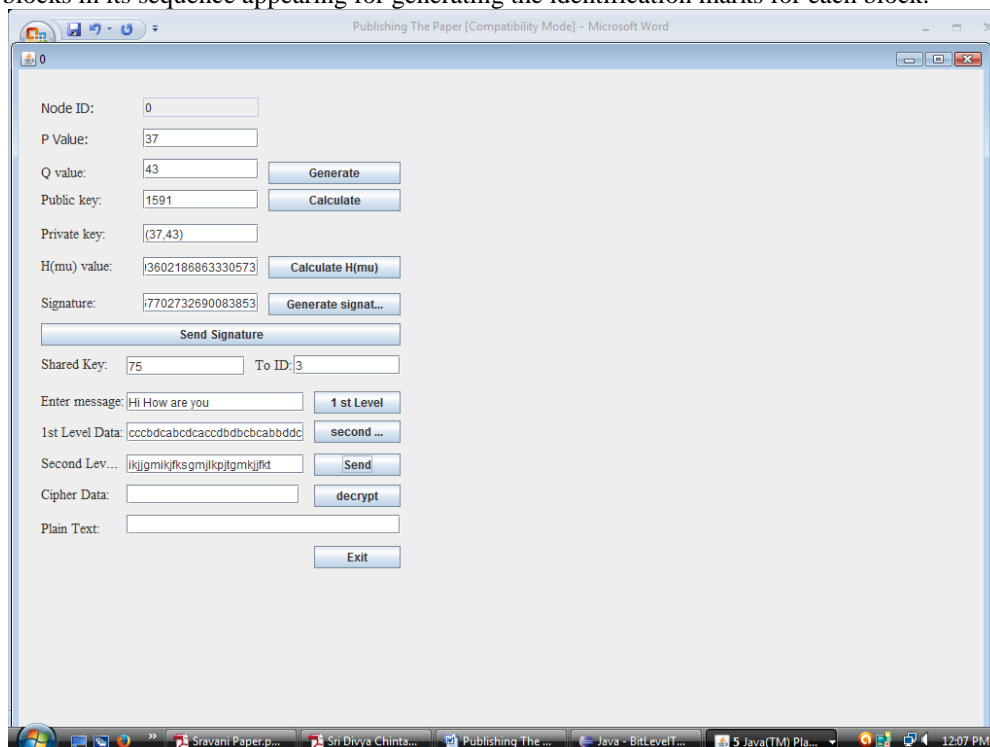 blocks in its sequence appearing for generating the identification marks for each block.
Publishing The Paper [Compatibility Mode] - Microsoft Word
0
Node ID: 0
P Value: 37
Q value: 43 Generate
Public key: 1591 Calculate
Private key: (37,43)
H(mu) value: 3602186863330573 Calculate H(mu)
Signature: 7702732690083853 Generate signat...
Send Signature
Shared Key: 75 To ID: 3
Enter message: Hi How are you 1 st Level
1st Level Data: cccbdcabcdcaccdbdbcbcabbddc second ...
Second Lev... ikjjgmikjfksgmjlkpjtgmkjjfkt Send
Cipher Data: decrypt
Plain Text:
Exit
Sravani Paper.p... Sri Divya Chinta... Publishing The ... Java - BitLevelT... 5 Java(TM) Pla... 12:07 PM